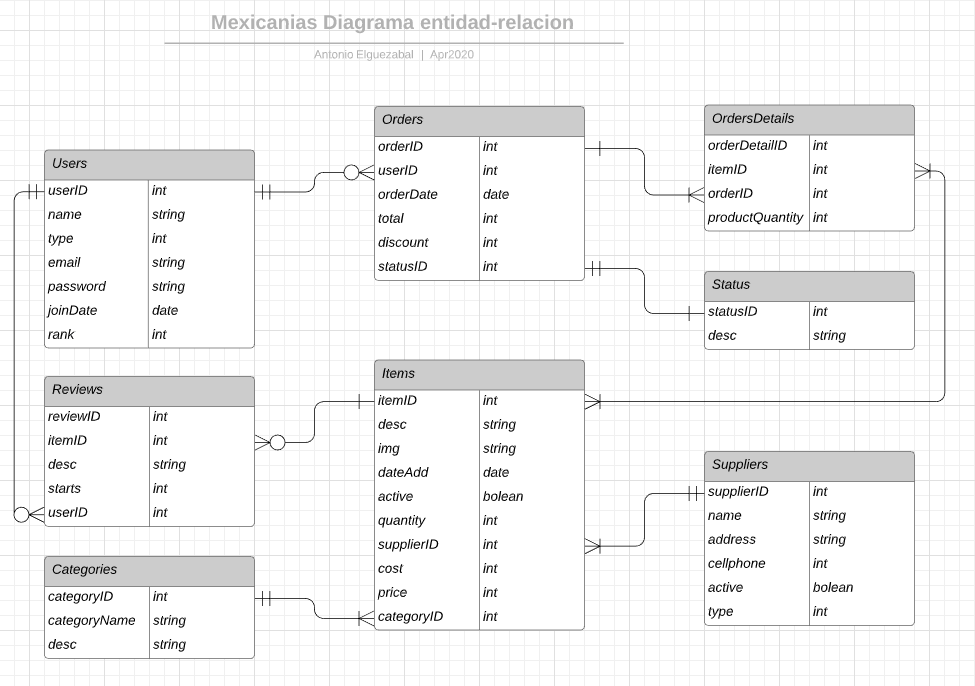 Mexicanias Diagrama entidad-relacion
Antonio Elguezabal | Apr2020
Users
userID int
name string
type int
email string
password string
joinDate date
rank int
Orders
orderID int
userID int
orderDate date
total int
discount int
statusID int
OrdersDetails
orderDetailID int
itemID int
orderID int
productQuantity int
Status
statusID int
desc string
Reviews
reviewID int
itemID int
desc string
starts int
userID int
Items
itemID int
desc string
img string
dateAdd date
active bolean
quantity int
supplierID int
cost int
price int
categoryID int
Suppliers
supplierID int
name string
address string
cellphone int
active bolean
type int
Categories
categoryID int
categoryName string
desc string